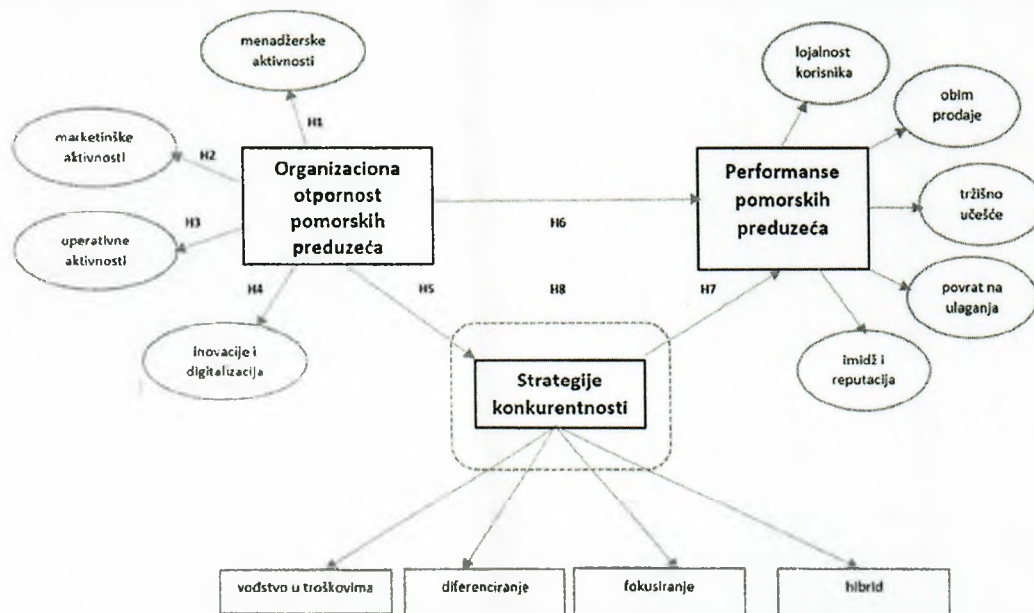 menadžerske
aktivnosti
lojalnost
korisnika
obim
prodaje
marketinške
aktivnosti
H1
H2
Organizaciona
otpornost
pomorskih
preduzeća
Performanse
pomorskih
preduzeća
tržišno
učešće
operativne
aktivnosti
H3
H6
H4
H5
H8
H7
povrat na
ulaganja
inovacije i
digitalizacija
imidž i
reputacija
Strategije
konkurentnosti
vođstvo u troškovima
diferenciranje
fokusiranje
hibrid